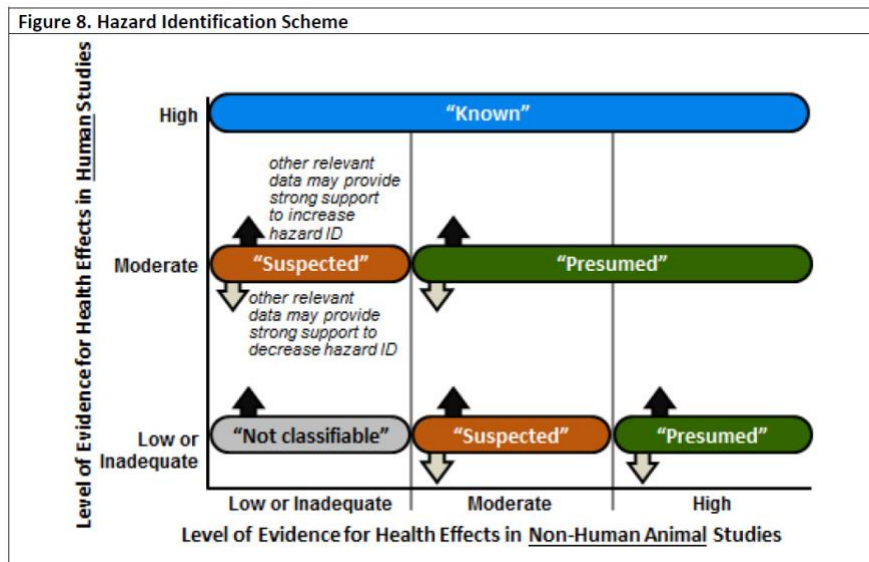 Figure 8. Hazard Identification Scheme
Level of Evidence for Health Effects in Human Studies
High
“Known”
other relevant
data may provide
strong support
to increase
hazard ID
Moderate
“Suspected”
“Presumed”
other relevant
data may provide
strong support to
decrease hazard ID
Low or
Inadequate
“Not classifiable”
“Suspected”
“Presumed”
Low or Inadequate
Moderate
High
Level of Evidence for Health Effects in Non-Human Animal Studies